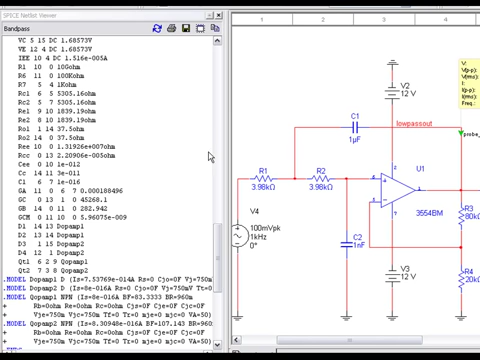 SPICE Netlist Viewer
Bandpass
VC 5 15 DC 1.68573V
VE 12 4 DC 1.68573V
IEE 10 4 DC 1.516e-005A
Rc1 10 0 10Gohm
R6 11 0 100Kohm
R7 5 4 1Kohm
Rc1 6 5 5305.16ohm
Rc2 5 7 5305.16ohm
Re1 9 10 1839.19ohm
Re2 8 10 1839.19ohm
Ro1 1 14 37.5ohm
Ro2 14 0 37.5ohm
Ree 10 0 1.31926e+007ohm
Rcc 0 13 2.20906e-005ohm
Cee 10 0 1e-012
Cc 14 11 3e-011
C1 6 7 1e-016
GA 11 0 6 7 0.000188496
GC 0 13 1 0 45268.1
GB 14 0 11 0 282.942
GCM 0 11 10 0 5.96075e-009
D1 14 13 Dopamp1
D2 13 14 Dopamp1
D3 1 15 Dopamp2
D4 12 1 Dopamp2
Qt1 6 2 9 Qopamp1
Qt2 7 3 8 Qopamp2
.MODEL Dopamp1 D (Is=7.53769e-014A Rs=0 Cjo=0F Vj=750m
.MODEL Dopamp2 D (Is=8e-016A Rs=0 Cjo=0F Vj=750mV Tt=0
.MODEL Qopamp1 NPN (Is=8e-016A BF=83.3333 BR=960m
+ Rb=0ohm Re=0ohm Rc=0ohm Cjs=0F Cje=0F Cjc=0F
+ Vje=750m Vjc=750m Tf=0 Tr=0 mje=0 mjc=0 VA=50)
.MODEL Qopamp2 NPN (Is=8.30948e-016A BF=107.143 BR=960m
+ Rb=0ohm Re=0ohm Rc=0ohm Cjs=0F Cje=0F Cjc=0F
+ Vje=750m Vjc=750m Tf=0 Tr=0 mje=0 mjc=0 VA=50)
.ENDS
1 2 3 4
V:
V(p-p):
V(rms):
I:
I(p-p):
I(rms):
Freq.:
V2
12 V
lowpassout
C1
1µF
probe_
R1
3.98kΩ
R2
3.98kΩ
U1
3554BM
V4
100mVpk
1kHz
0°
C2
1nF
R3
80kΩ
V3
12 V
R4
20kΩ